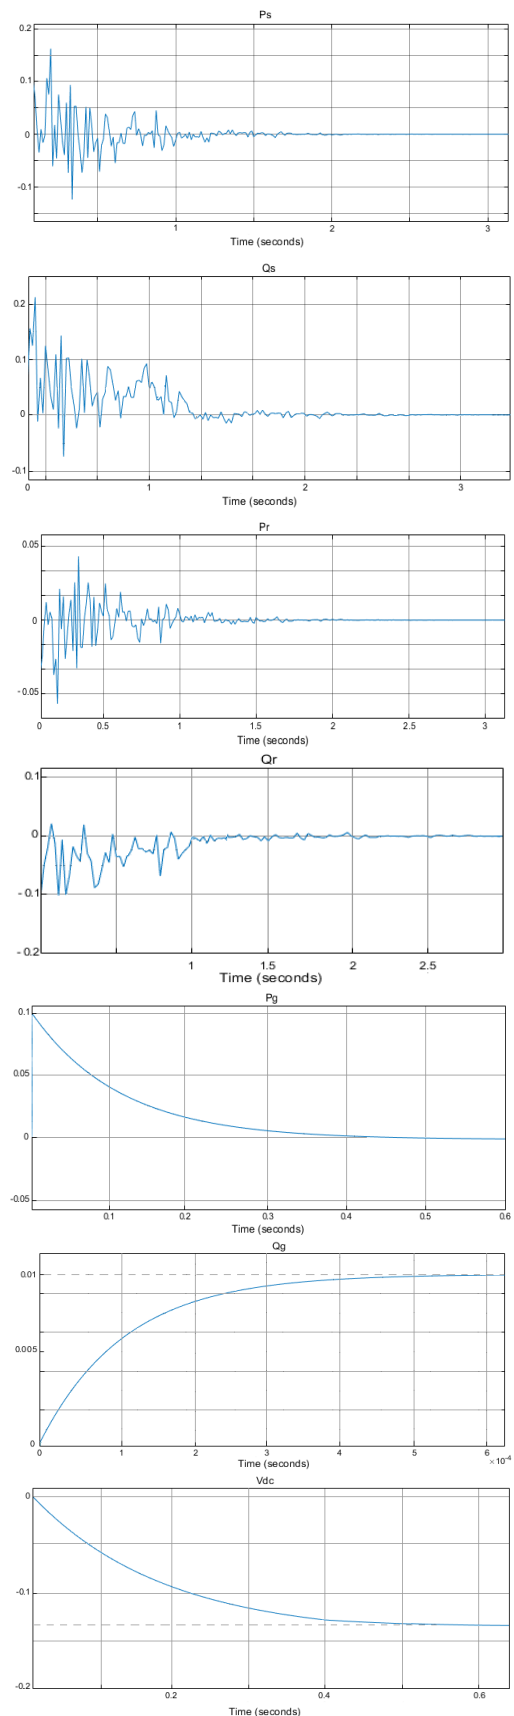 Ps
0.2
0.1
0
-0.1
1 2 3
Time (seconds)
Qs
0.2
0.1
0
-0.1
0 1 2 3
Time (seconds)
Pr
0.05
0
-0.05
0 0.5 1 1.5 2 2.5 3
Time (seconds)
Qr
0.1
0
-0.1
-0.2
1 1.5 2 2.5
Time (seconds)
Pg
0.1
0.05
0
-0.05
0.1 0.2 0.3 0.4 0.5 0.6
Time (seconds)
Qg
0.01
0.005
0
0 1 2 3 4 5 6
×10-4
Time (seconds)
Vdc
0
-0.1
-0.2
0.2 0.4 0.6
Time (seconds)